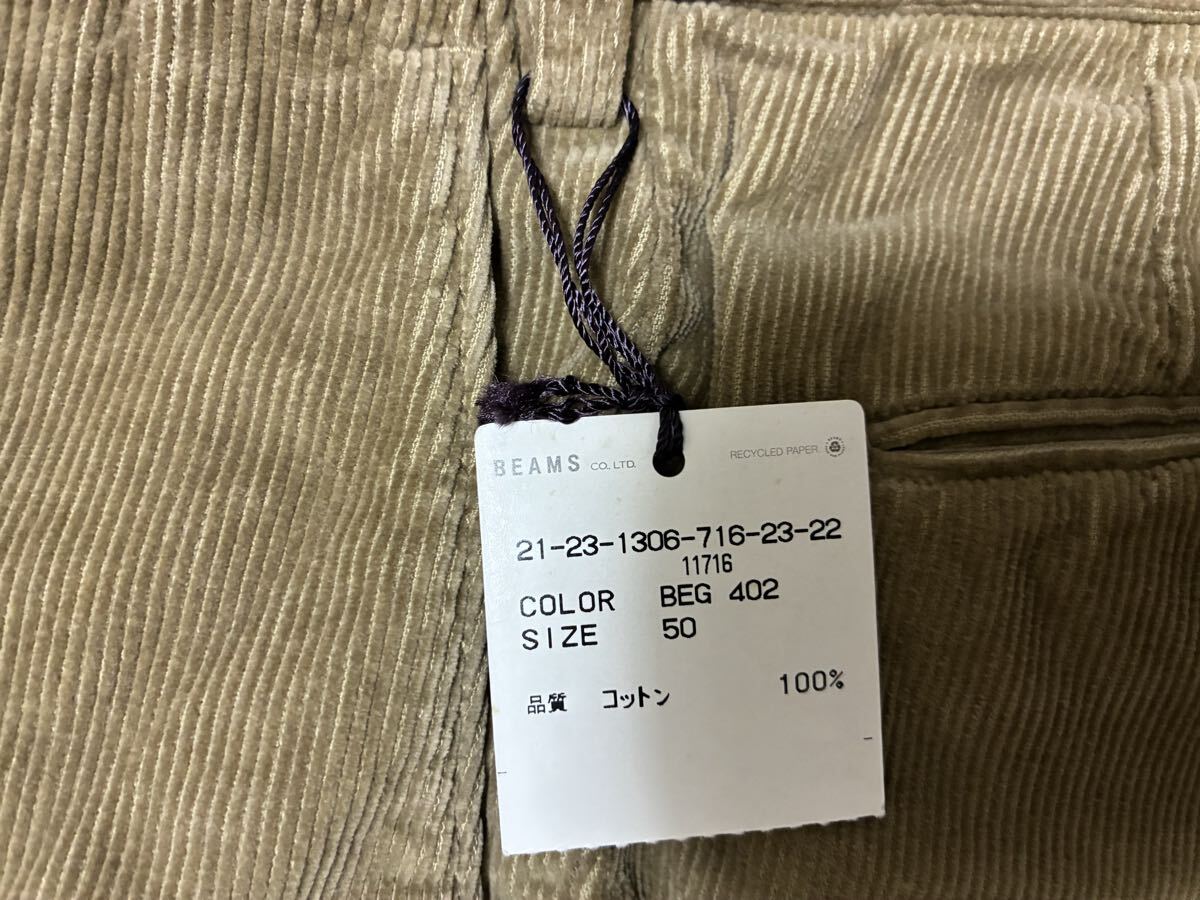 BEAMS CO., LTD.
RECYCLED PAPER.
21-23-1306-716-23-22
11716
COLOR BEG 402
SIZE 50
品質 コットン 100%